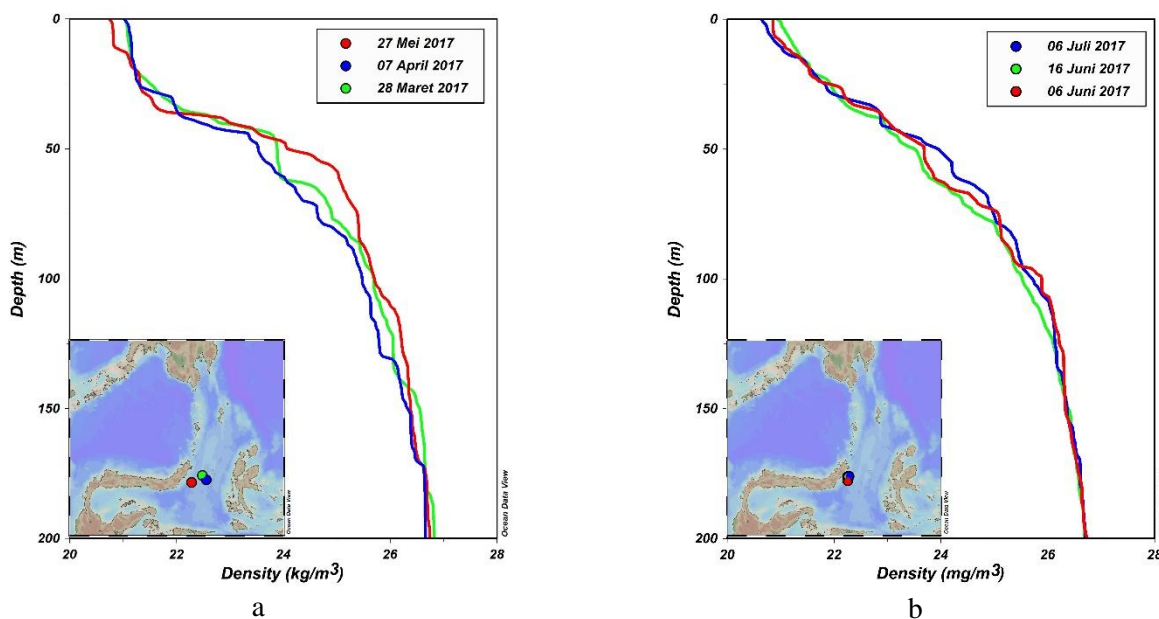 0
50
100
150
200
Depth (m)
27 Mei 2017
07 April 2017
28 Maret 2017
Ocean Data View
Ocean Data View
20 22 24 26 28
Density (kg/m³)
a
0
50
100
150
200
Depth (m)
06 Juli 2017
16 Juni 2017
06 Juni 2017
Ocean Data View
20 22 24 26 28
Density (mg/m³)
b